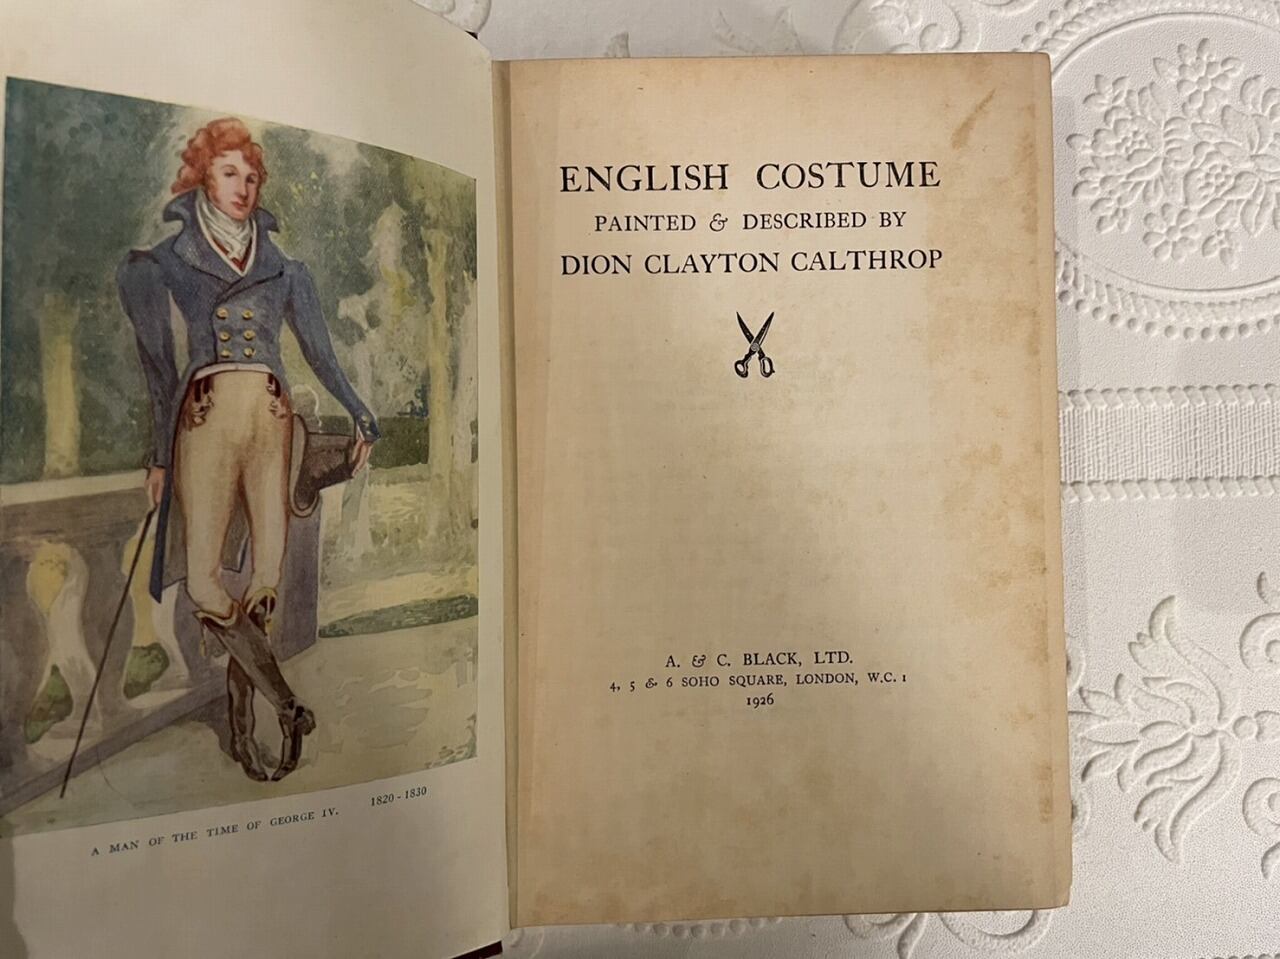 A MAN OF THE TIME OF GEORGE IV. 1820 - 1830
ENGLISH COSTUME
PAINTED & DESCRIBED BY
DION CLAYTON CALTHROP
A. & C. BLACK, LTD.
4, 5 & 6 SOHO SQUARE, LONDON, W.C. 1
1926